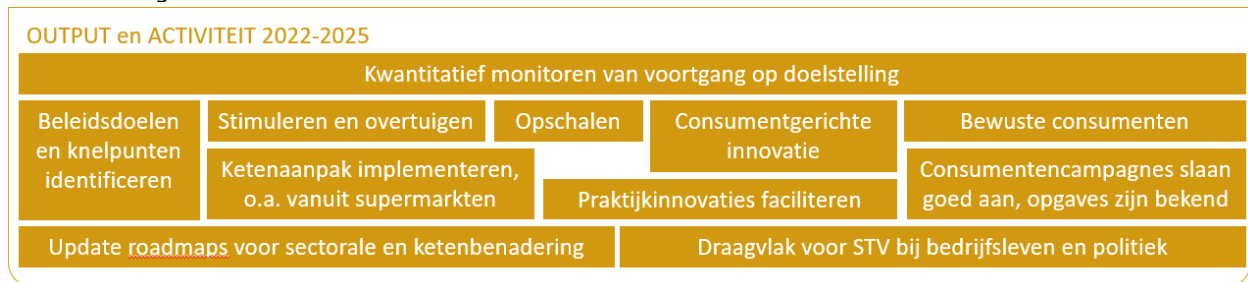 OUTPUT en ACTIVITEIT 2022-2025
Kwantitatief monitoren van voortgang op doelstelling
Beleidsdoelen
en knelpunten
identificeren
Stimuleren en overtuigen
Opschalen
Consumentgerichte
innovatie
Bewuste consumenten
Ketenaanpak implementeren,
o.a. vanuit supermarkten
Praktijkinnovaties faciliteren
Consumentencampagnes slaan
goed aan, opgaves zijn bekend
Update roadmaps voor sectorale en ketenbenadering
Draagvlak voor STV bij bedrijfsleven en politiek